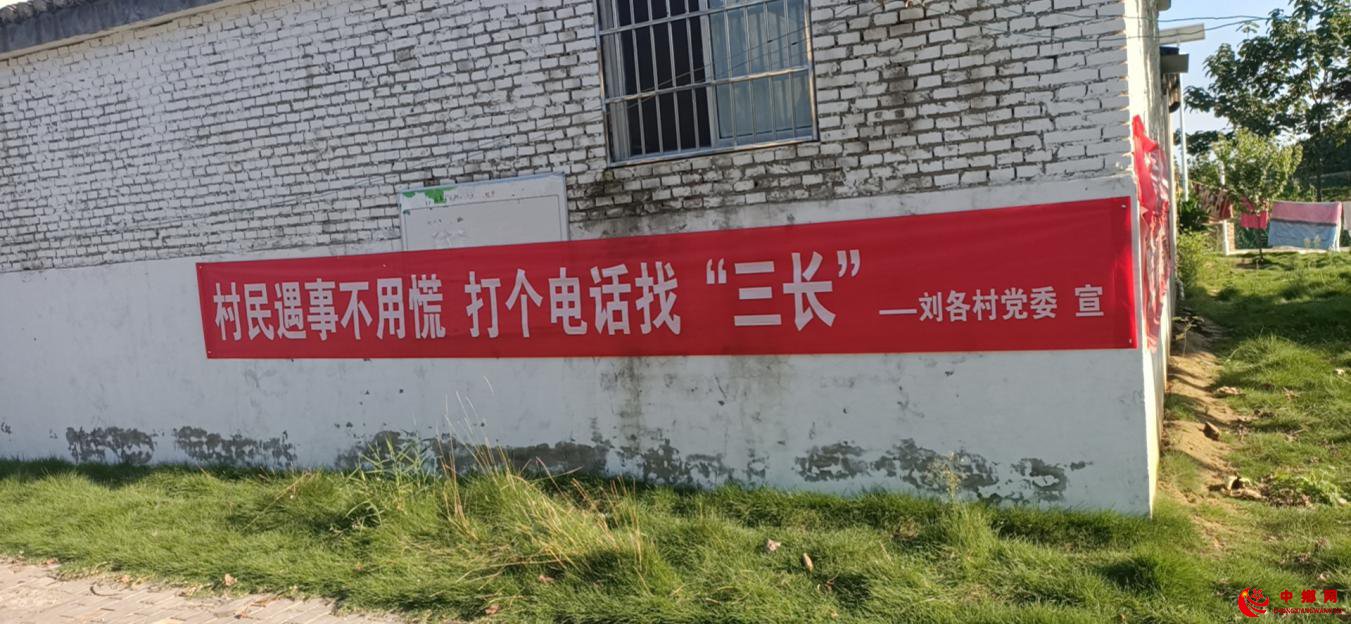 村民遇事不用慌 打个电话找“三长” —刘各村党委 宣
中鄉网